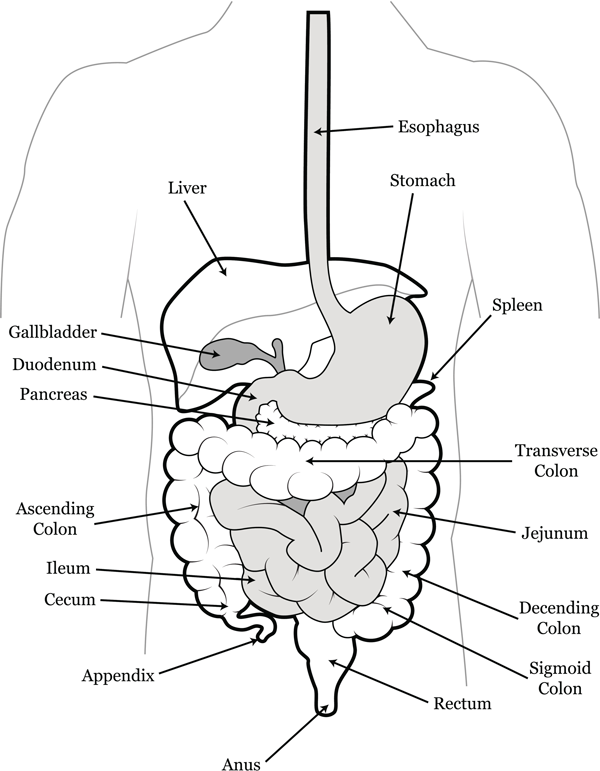 Esophagus
Stomach
Liver
Spleen
Gallbladder
Duodenum
Pancreas
Transverse
Colon
Ascending
Colon
Jejunum
Ileum
Cecum
Decending
Colon
Appendix
Sigmoid
Colon
Rectum
Anus